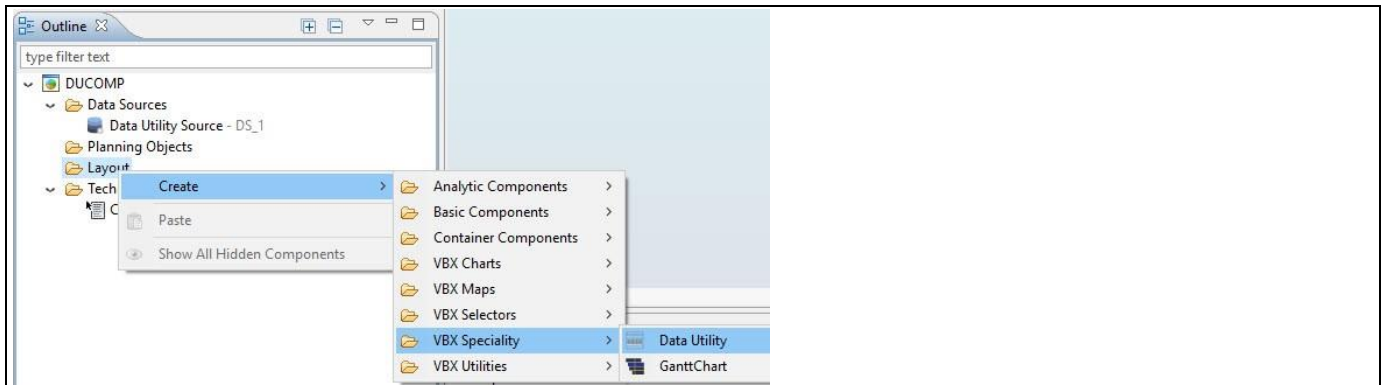 Outline
type filter text
DUCOMP
Data Sources
Data Utility Source - DS_1
Planning Objects
Layout
Tech
C
Create
Paste
Show All Hidden Components
Analytic Components
Basic Components
Container Components
VBX Charts
VBX Maps
VBX Selectors
VBX Speciality
VBX Utilities
Data Utility
GanttChart